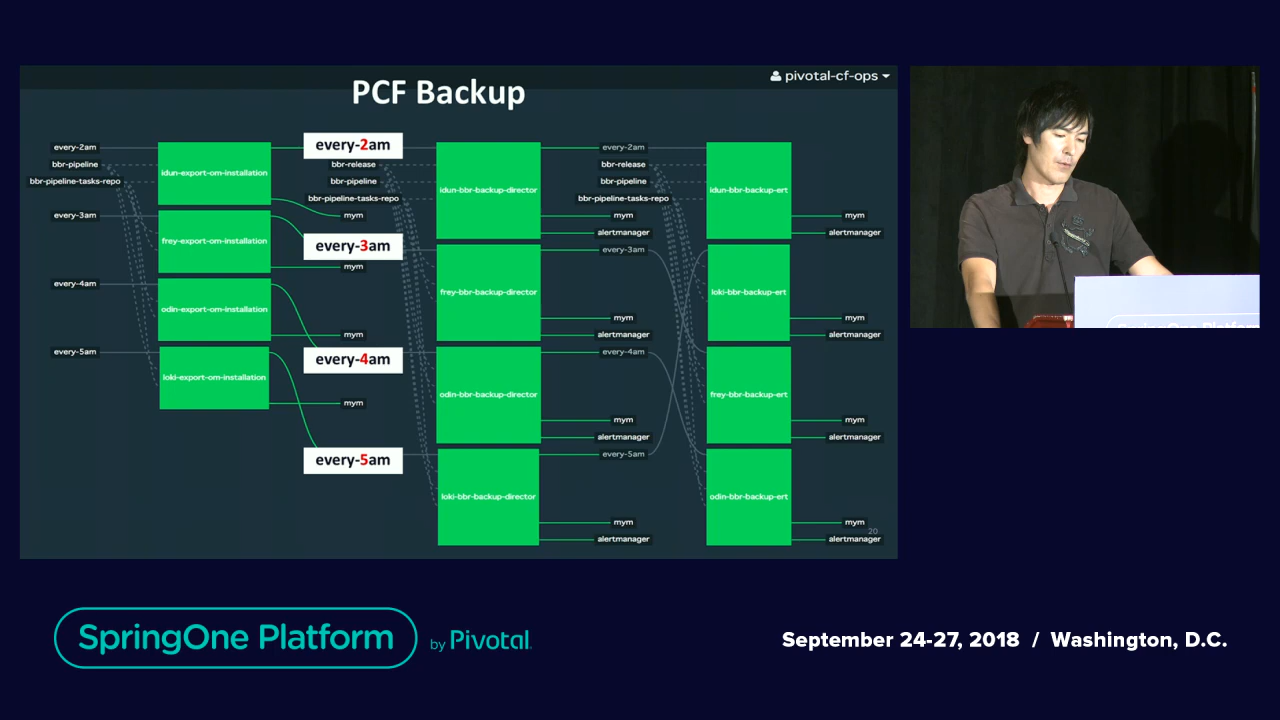 pivotal-cf-ops
PCF Backup
every-2am
bbr-pipeline
bbr-pipeline-tasks-repo
every-3am
every-4am
every-5am
idun-export-om-installation
frey-export-om-installation
odin-export-om-installation
loki-export-om-installation
every-2am
bbr-release
bbr-pipeline
bbr-pipeline-tasks-repo
mym
every-3am
mym
mym
every-4am
mym
every-5am
idun-bbr-backup-director
frey-bbr-backup-director
odin-bbr-backup-director
loki-bbr-backup-director
every-2am
bbr-release
bbr-pipeline
bbr-pipeline-tasks-repo
mym
alertmanager
every-3am
mym
alertmanager
every-4am
mym
alertmanager
every-5am
mym
alertmanager
idun-bbr-backup-ert
loki-bbr-backup-ert
frey-bbr-backup-ert
odin-bbr-backup-ert
mym
alertmanager
mym
alertmanager
mym
alertmanager
mym
20
alertmanager
SpringOne Platform
SpringOne Platform by Pivotal.
September 24-27, 2018 / Washington, D.C.